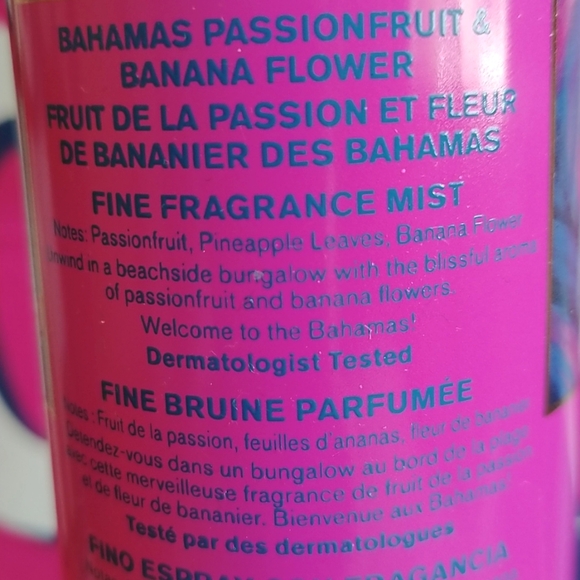 BAHAMAS PASSIONFRUIT &
BANANA FLOWER
FRUIT DE LA PASSION ET FLEUR
DE BANANIER DES BAHAMAS
FINE FRAGRANCE MIST
Notes: Passionfruit, Pineapple Leaves, Banana Flower
Unwind in a beachside bungalow with the blissful aroma
of passionfruit and banana flowers.
Welcome to the Bahamas!
Dermatologist Tested
FINE BRUINE PARFUMÉE
Notes : Fruit de la passion, feuilles d'ananas, fleur de bananier
Détendez-vous dans un bungalow au bord de la plage
avec cette merveilleuse fragrance de fruit de la passion
et de fleur de bananier. Bienvenue aux Bahamas!
Testé par des dermatologues
FINO FRAGANCIA